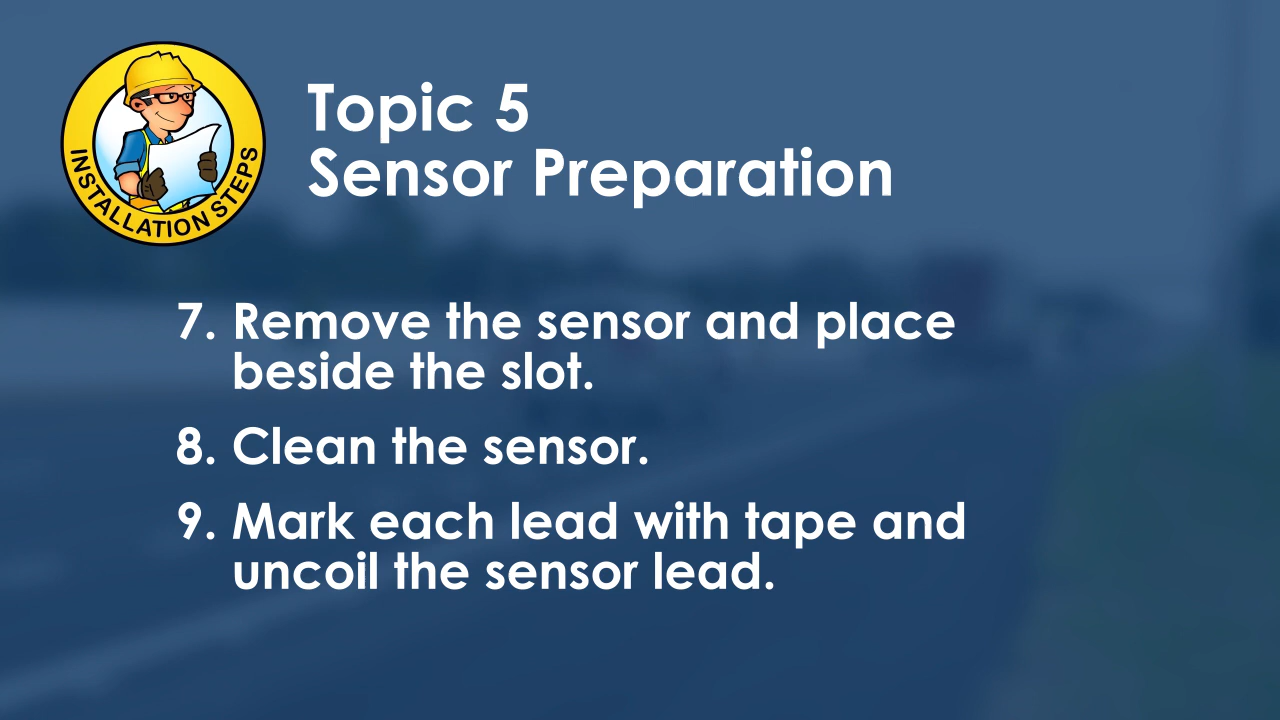 INSTALLATION STEPS
Topic 5
Sensor Preparation
7. Remove the sensor and place
beside the slot.
8. Clean the sensor.
9. Mark each lead with tape and
uncoil the sensor lead.